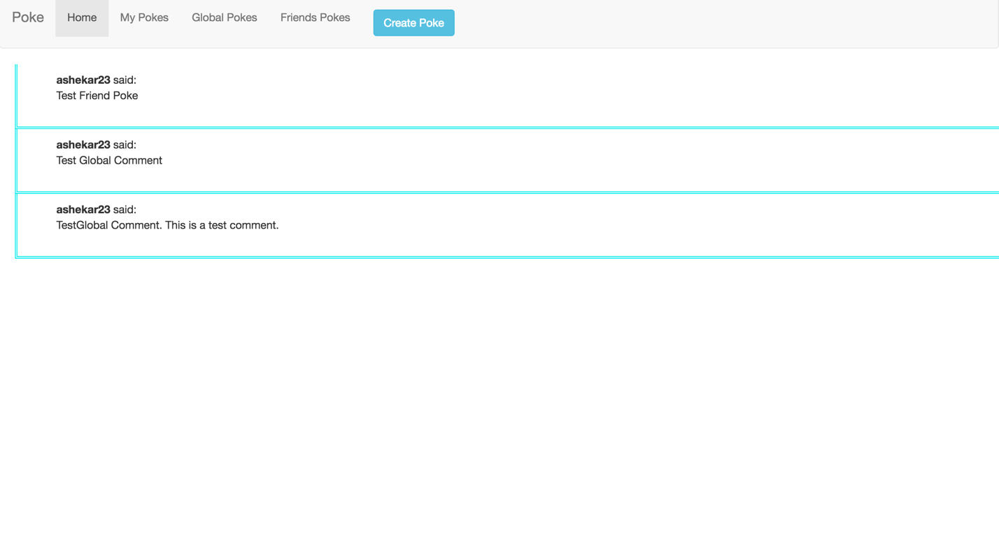 Poke Home My Pokes Global Pokes Friends Pokes Create Poke
ashekar23 said:
Test Friend Poke
ashekar23 said:
Test Global Comment
ashekar23 said:
TestGlobal Comment. This is a test comment.